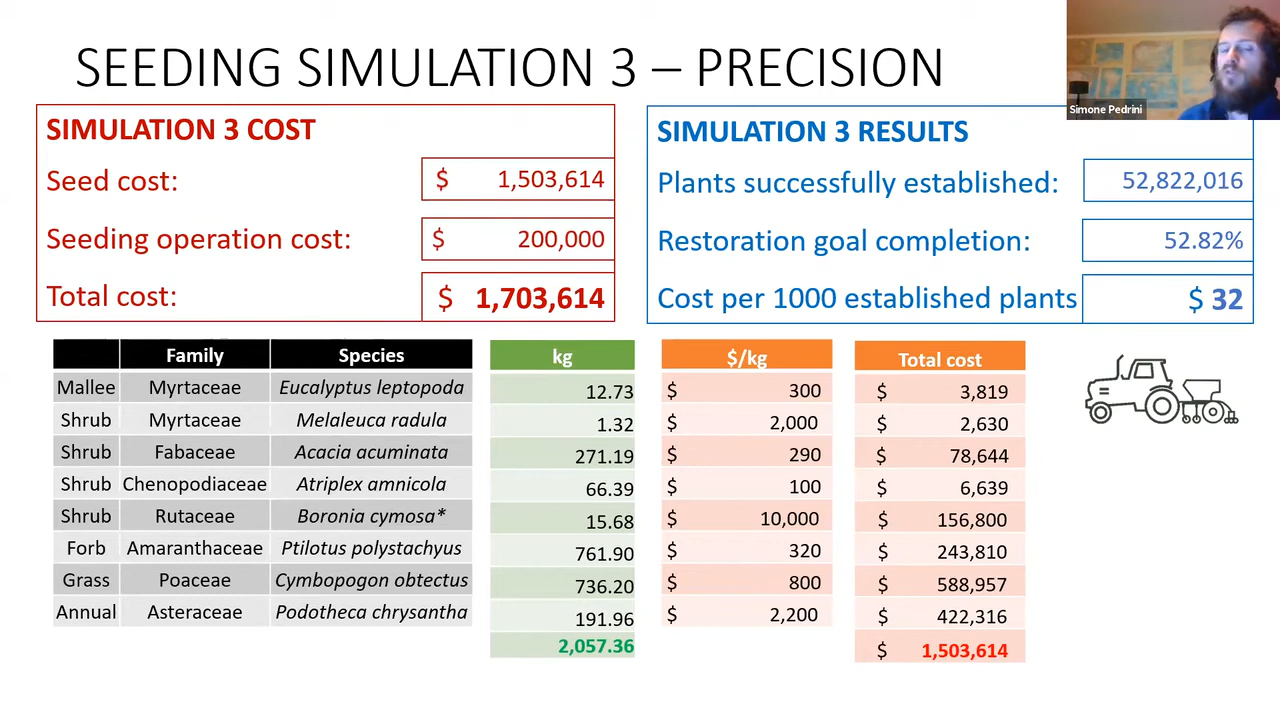 SEEDING SIMULATION 3 – PRECISION
Simone Pedrini
SIMULATION 3 COST
Seed cost: $ 1,503,614
Seeding operation cost: $ 200,000
Total cost: $ 1,703,614
SIMULATION 3 RESULTS
Plants successfully established: 52,822,016
Restoration goal completion: 52.82%
Cost per 1000 established plants $ 32
Family Species kg $/kg Total cost
Mallee Myrtaceae Eucalyptus leptopoda 12.73 $ 300 $ 3,819
Shrub Myrtaceae Melaleuca radula 1.32 $ 2,000 $ 2,630
Shrub Fabaceae Acacia acuminata 271.19 $ 290 $ 78,644
Shrub Chenopodiaceae Atriplex amnicola 66.39 $ 100 $ 6,639
Shrub Rutaceae Boronia cymosa* 15.68 $ 10,000 $ 156,800
Forb Amaranthaceae Ptilotus polystachyus 761.90 $ 320 $ 243,810
Grass Poaceae Cymbopogon obtectus 736.20 $ 800 $ 588,957
Annual Asteraceae Podotheca chrysantha 191.96 $ 2,200 $ 422,316
2,057.36 $ 1,503,614